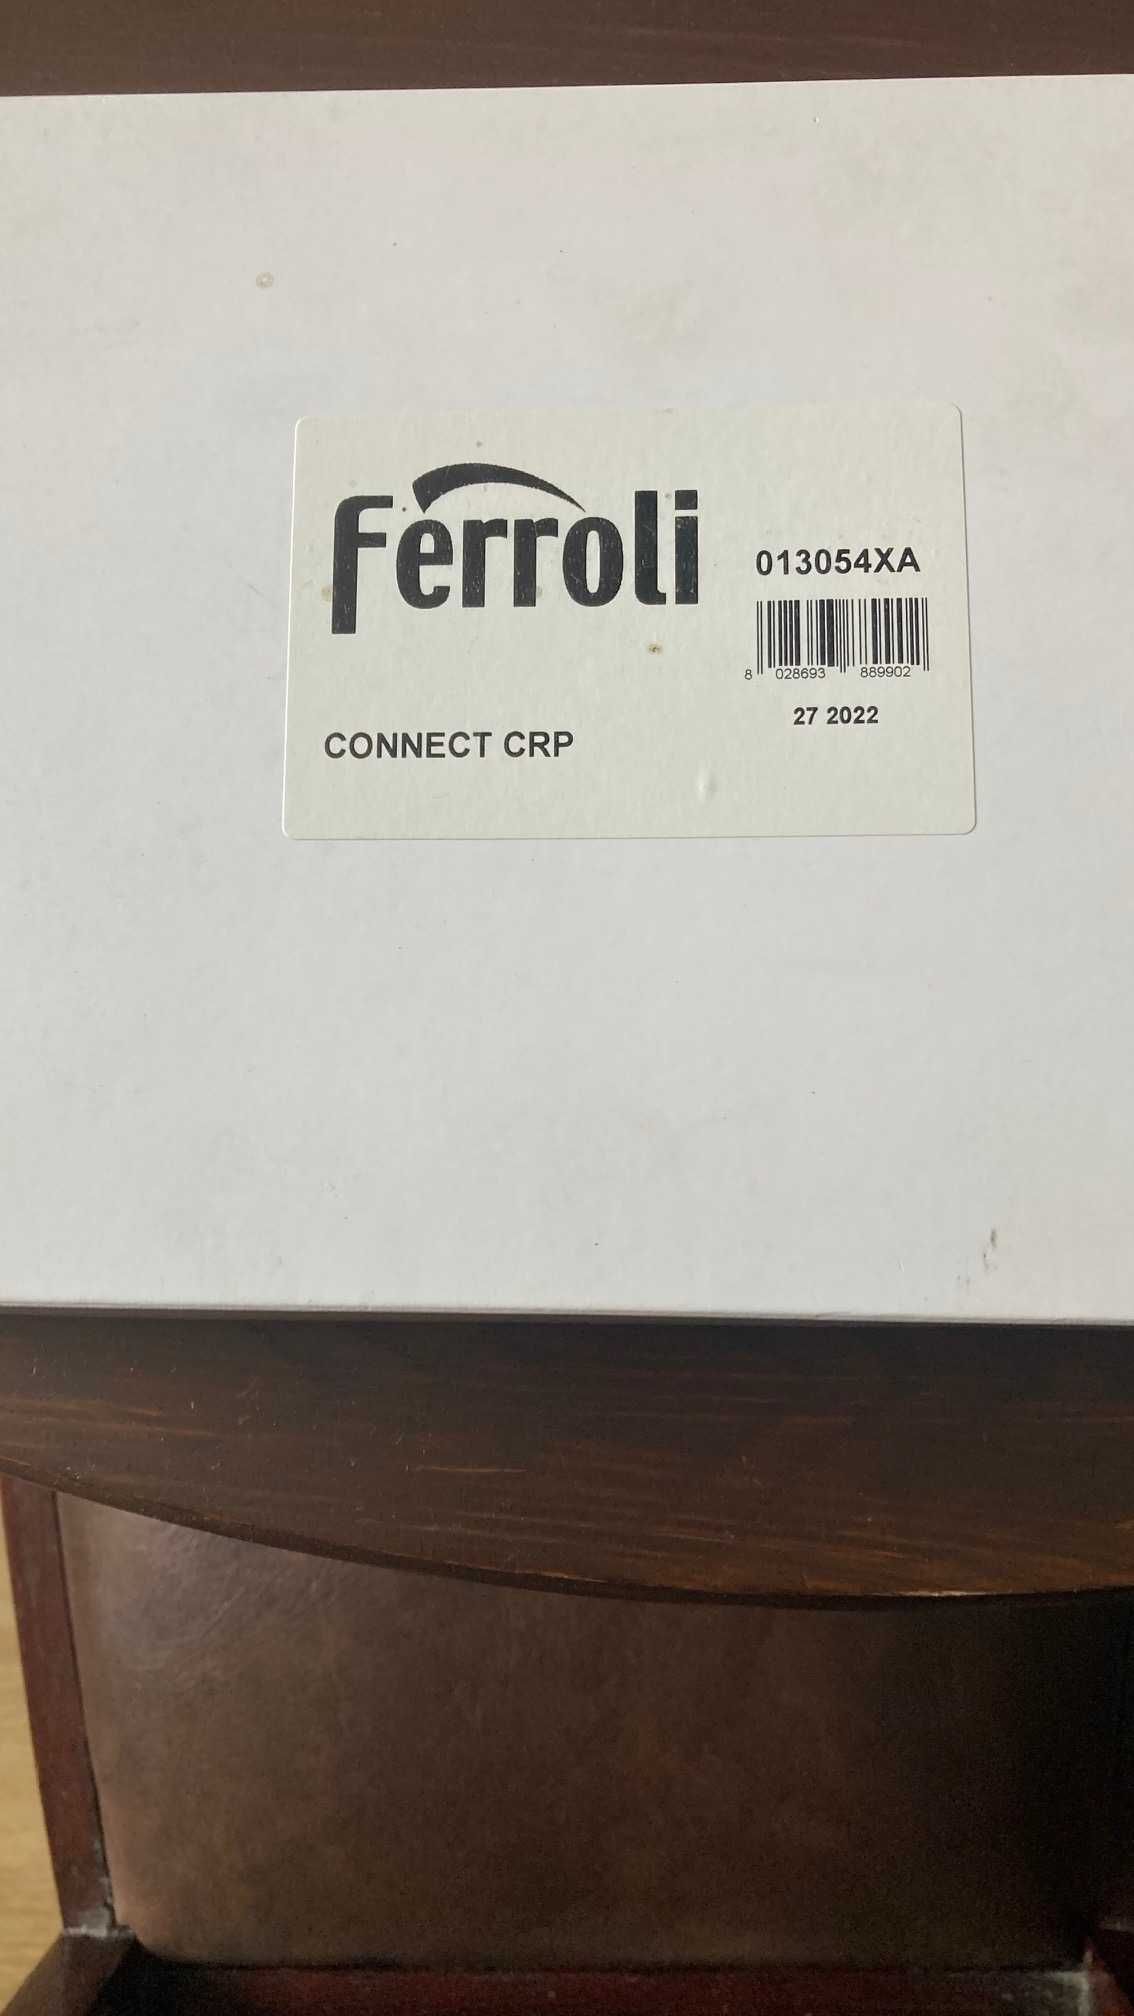 ferroli
013054XA
8 028693 889902
27 2022
CONNECT CRP